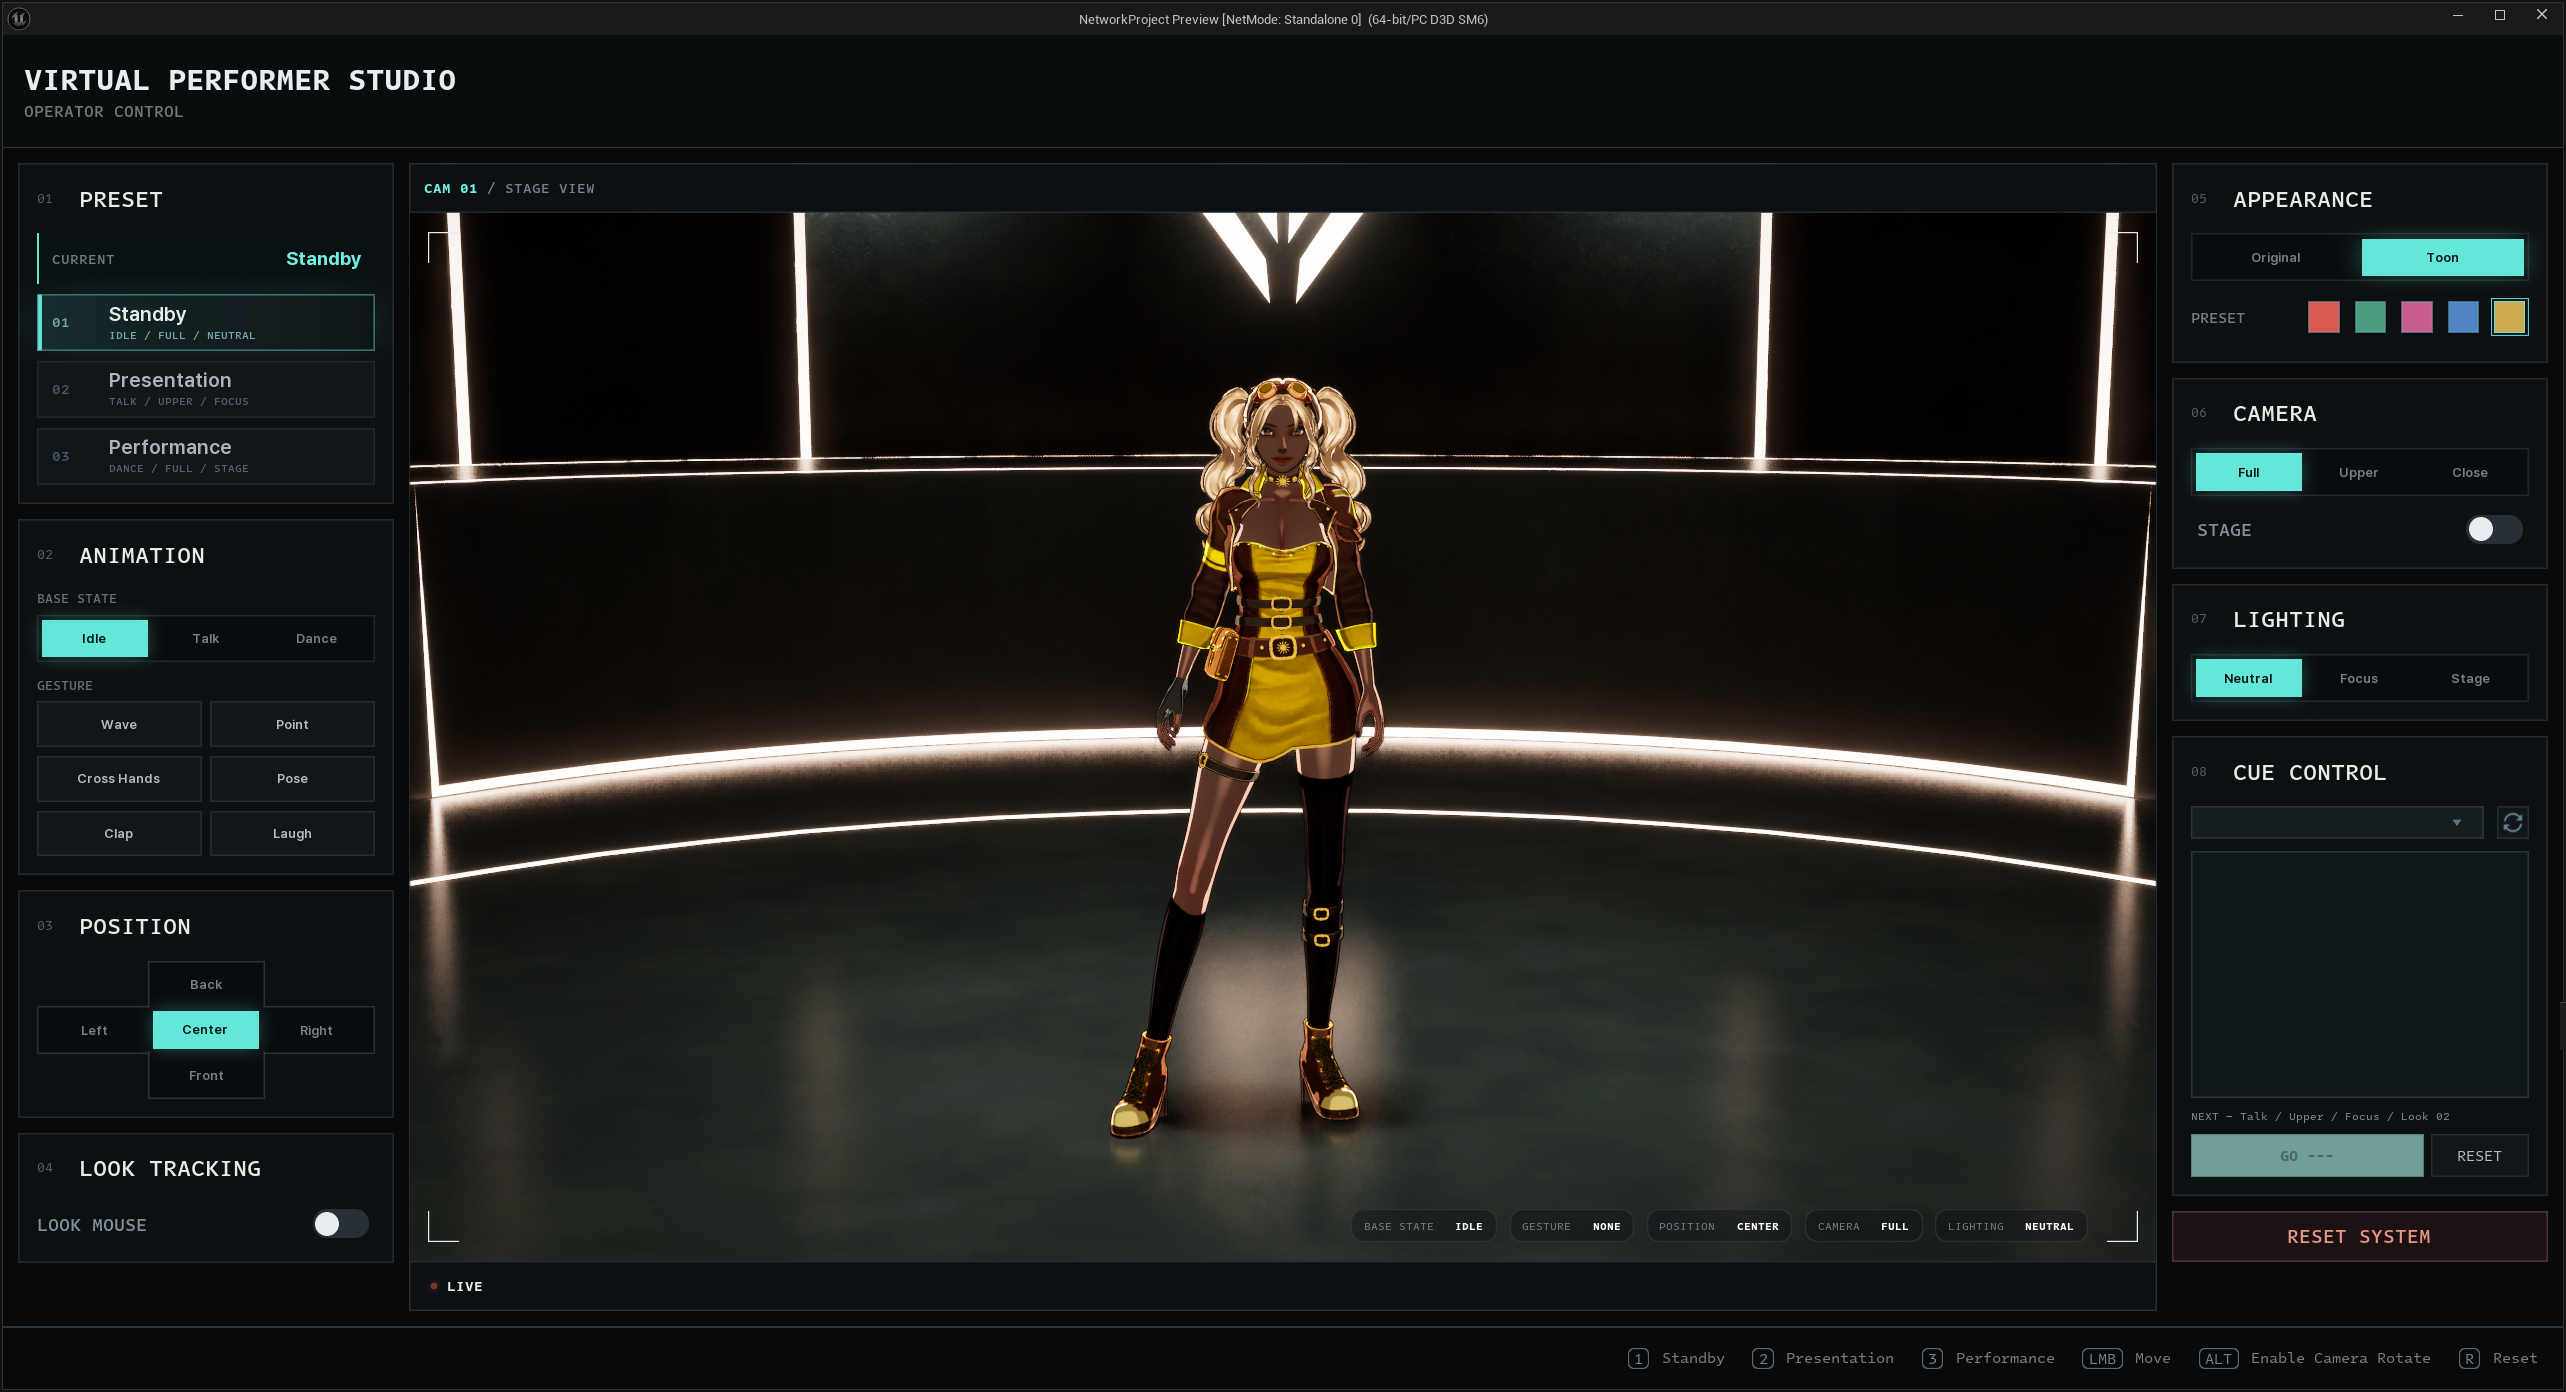 NetworkProject Preview [NetMode: Standalone 0]  (64-bit/PC D3D SM6)
VIRTUAL PERFORMER STUDIO
OPERATOR CONTROL
01 PRESET
CURRENT Standby
01 Standby
IDLE / FULL / NEUTRAL
02 Presentation
TALK / UPPER / FOCUS
03 Performance
DANCE / FULL / STAGE
02 ANIMATION
BASE STATE
Idle Talk Dance
GESTURE
Wave Point
Cross Hands Pose
Clap Laugh
03 POSITION
Back
Left Center Right
Front
04 LOOK TRACKING
LOOK MOUSE
CAM 01 / STAGE VIEW
BASE STATE IDLE GESTURE NONE POSITION CENTER CAMERA FULL LIGHTING NEUTRAL
LIVE
05 APPEARANCE
Original Toon
PRESET
06 CAMERA
Full Upper Close
STAGE
07 LIGHTING
Neutral Focus Stage
08 CUE CONTROL
NEXT - Talk / Upper / Focus / Look 02
GO --- RESET
RESET SYSTEM
1 Standby 2 Presentation 3 Performance LMB Move ALT Enable Camera Rotate R Reset